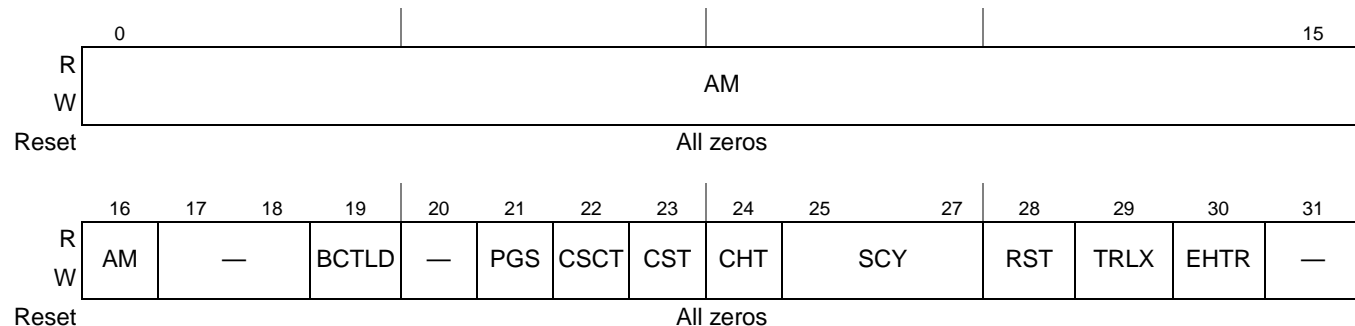 0 15
R
AM
W
Reset All zeros
16 17 18 19 20 21 22 23 24 25 27 28 29 30 31
R
AM — BCTLD — PGS CSCT CST CHT SCY RST TRLX EHTR —
W
Reset All zeros